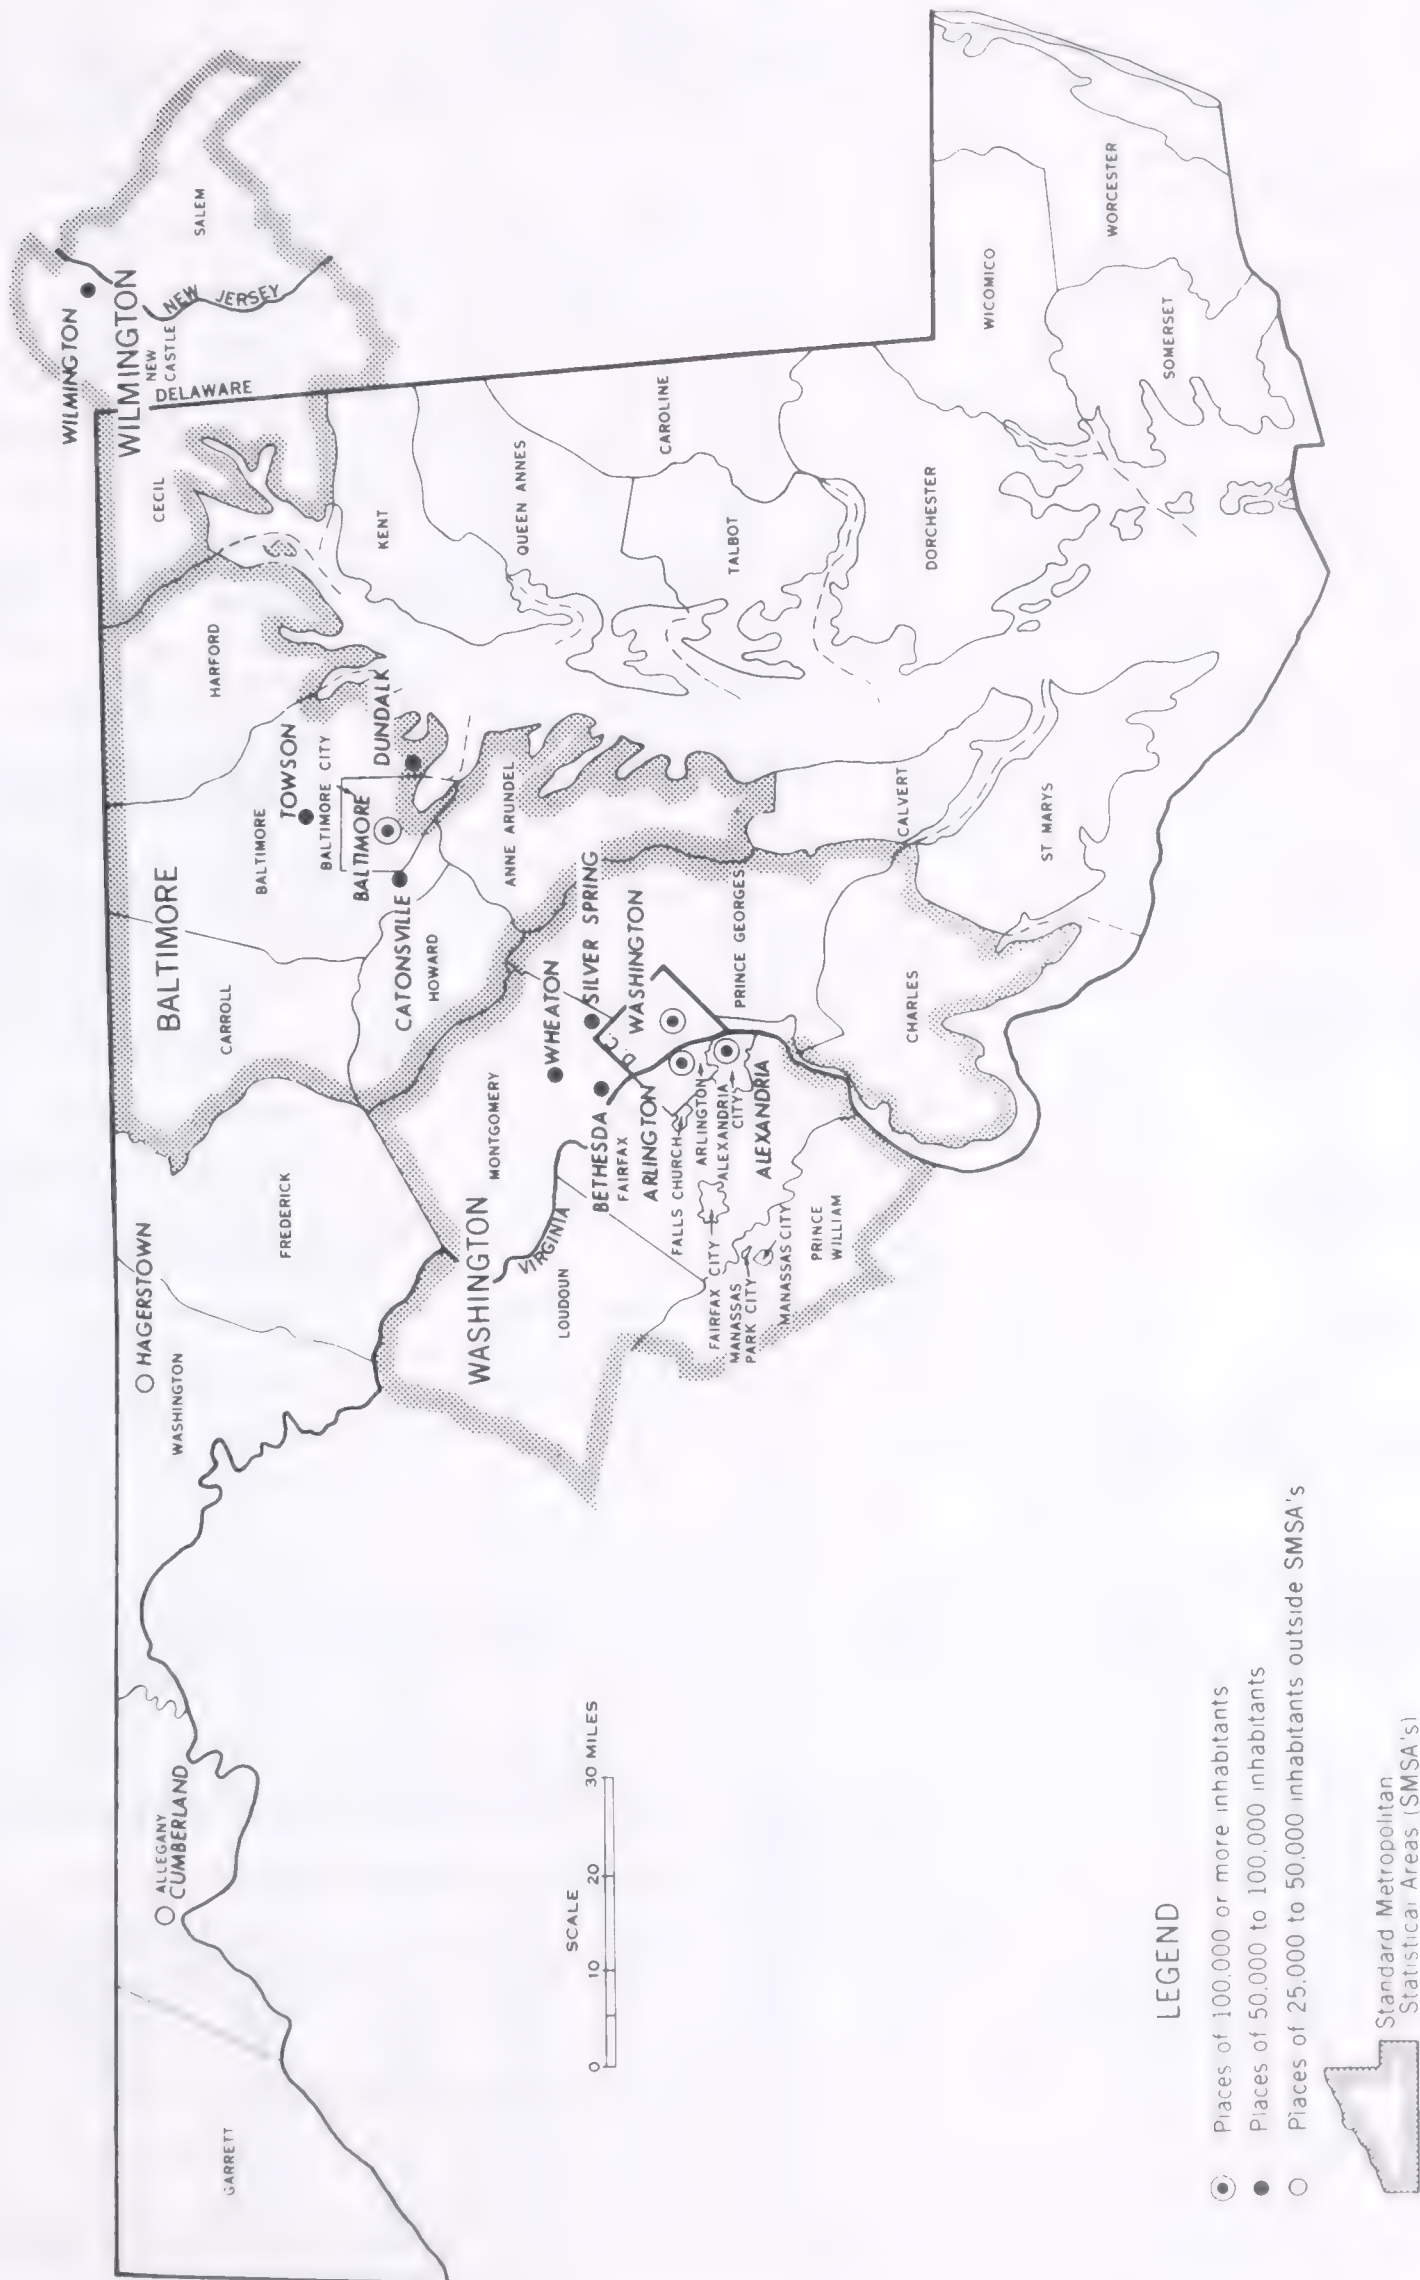 GARRETT
ALLEGANY
CUMBERLAND
HAGERSTOWN
WASHINGTON
FREDERICK
CARROLL
BALTIMORE
BALTIMORE
TOWSON
BALTIMORE CITY
BALTIMORE
DUNDALK
CATONSVILLE
HOWARD
HARFORD
CECIL
WILMINGTON
WILMINGTON
NEW
CASTLE
DELAWARE
NEW JERSEY
SALEM
KENT
QUEEN ANNES
CAROLINE
TALBOT
DORCHESTER
WICOMICO
WORCESTER
SOMERSET
ANNE ARUNDEL
CALVERT
ST MARYS
CHARLES
PRINCE GEORGES
MONTGOMERY
WHEATON
SILVER SPRING
WASHINGTON
D C
BETHESDA
WASHINGTON
VIRGINIA
LOUDOUN
FAIRFAX
ARLINGTON
FALLS CHURCH
ARLINGTON
ALEXANDRIA
CITY
ALEXANDRIA
FAIRFAX CITY
MANASSAS
PARK CITY
MANASSAS CITY
PRINCE
WILLIAM
SCALE
0 10 20 30 MILES
LEGEND
Places of 100,000 or more inhabitants
Places of 50,000 to 100,000 inhabitants
Places of 25,000 to 50,000 inhabitants outside SMSA's
Standard Metropolitan
Statistical Areas (SMSA's)